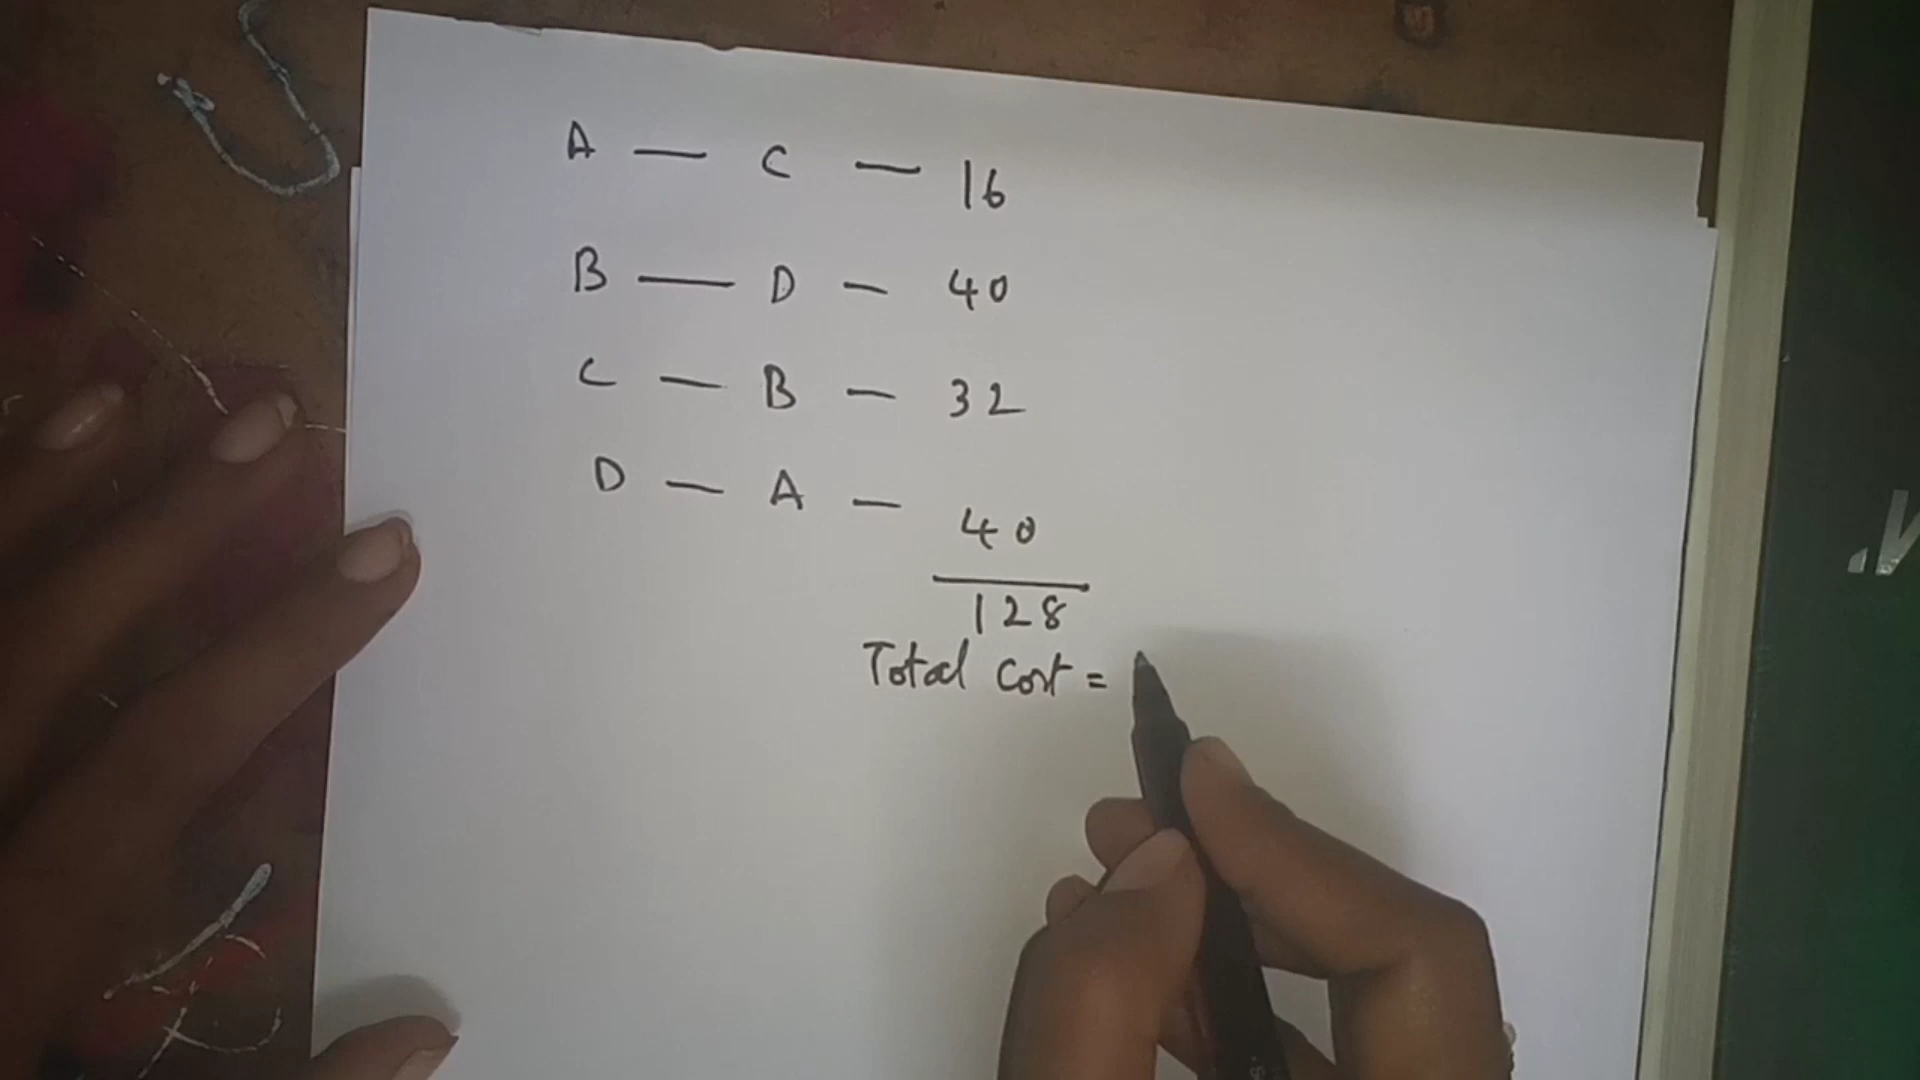 A — C — 16
B — D — 40
C — B — 32
D — A — 40
128
Total cost =